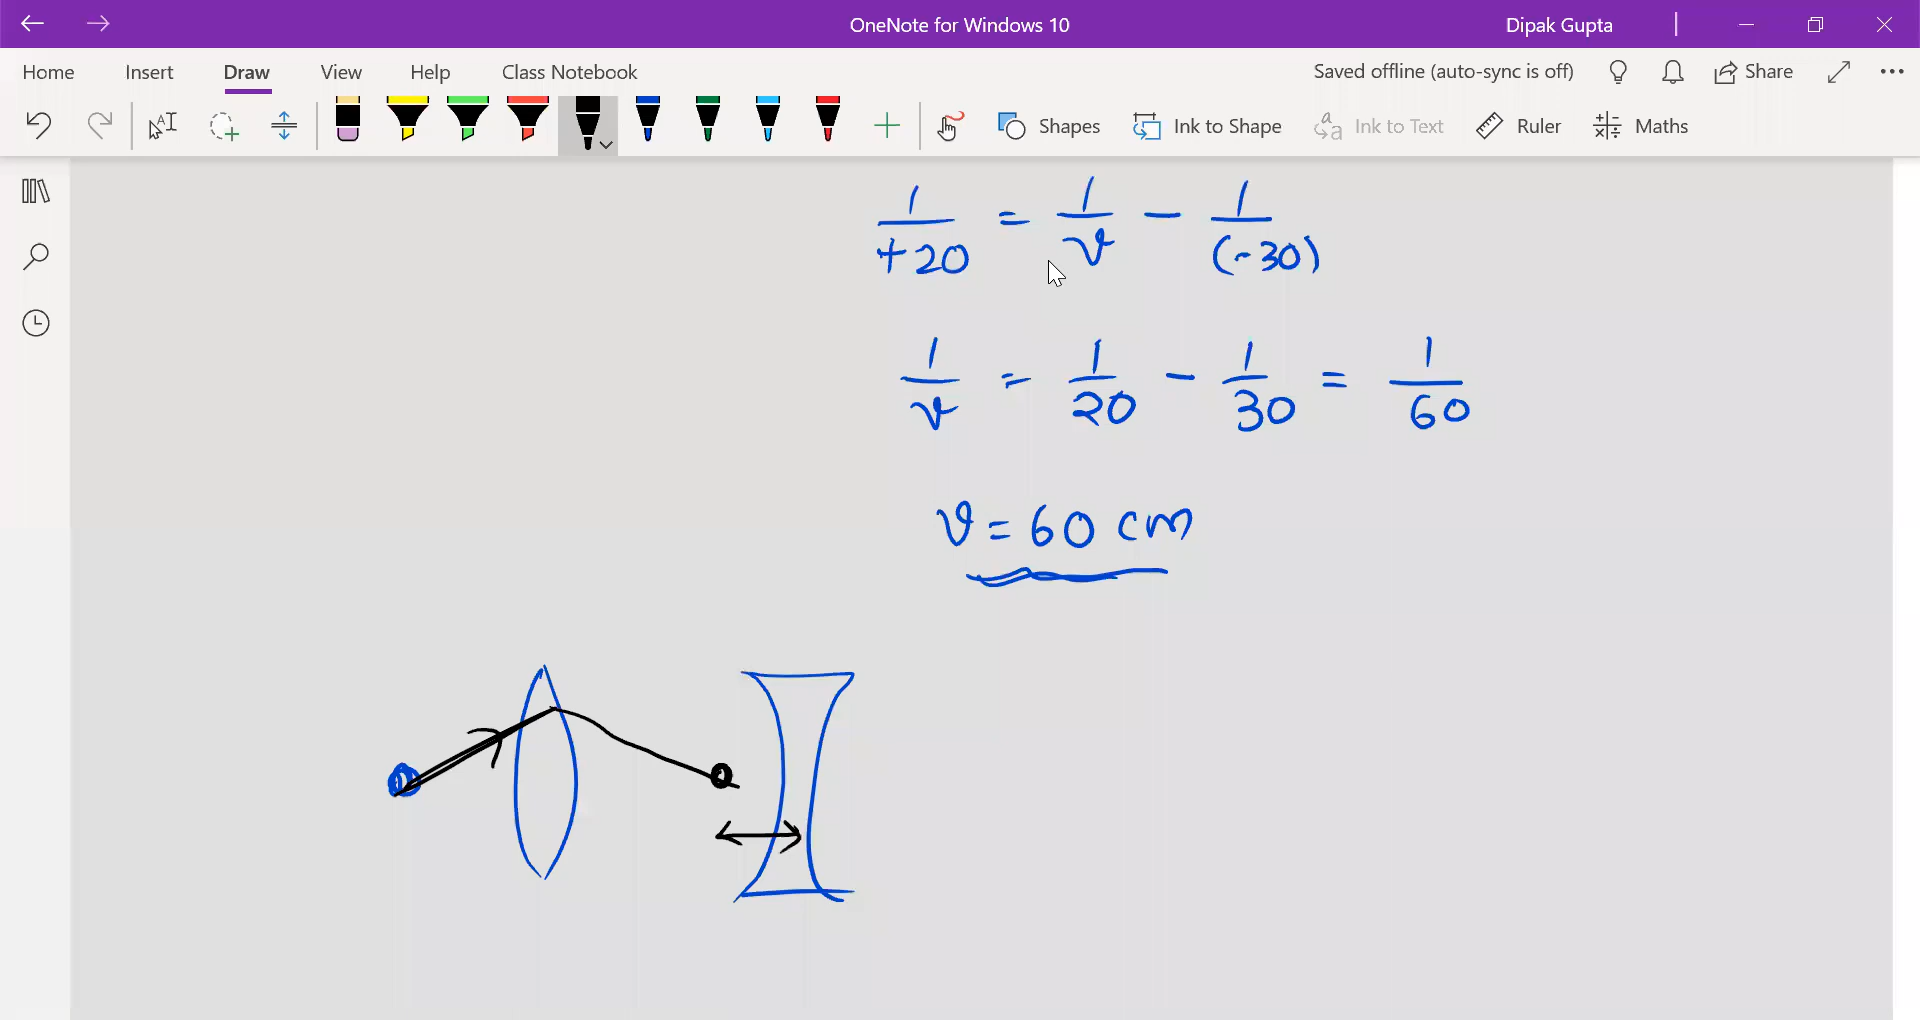 OneNote for Windows 10
Dipak Gupta
Home Insert Draw View Help Class Notebook
Saved offline (auto-sync is off) Share
Shapes Ink to Shape Ink to Text Ruler Maths
1/+20 = 1/v - 1/(-30)
1/v = 1/20 - 1/30 = 1/60
v = 60 cm